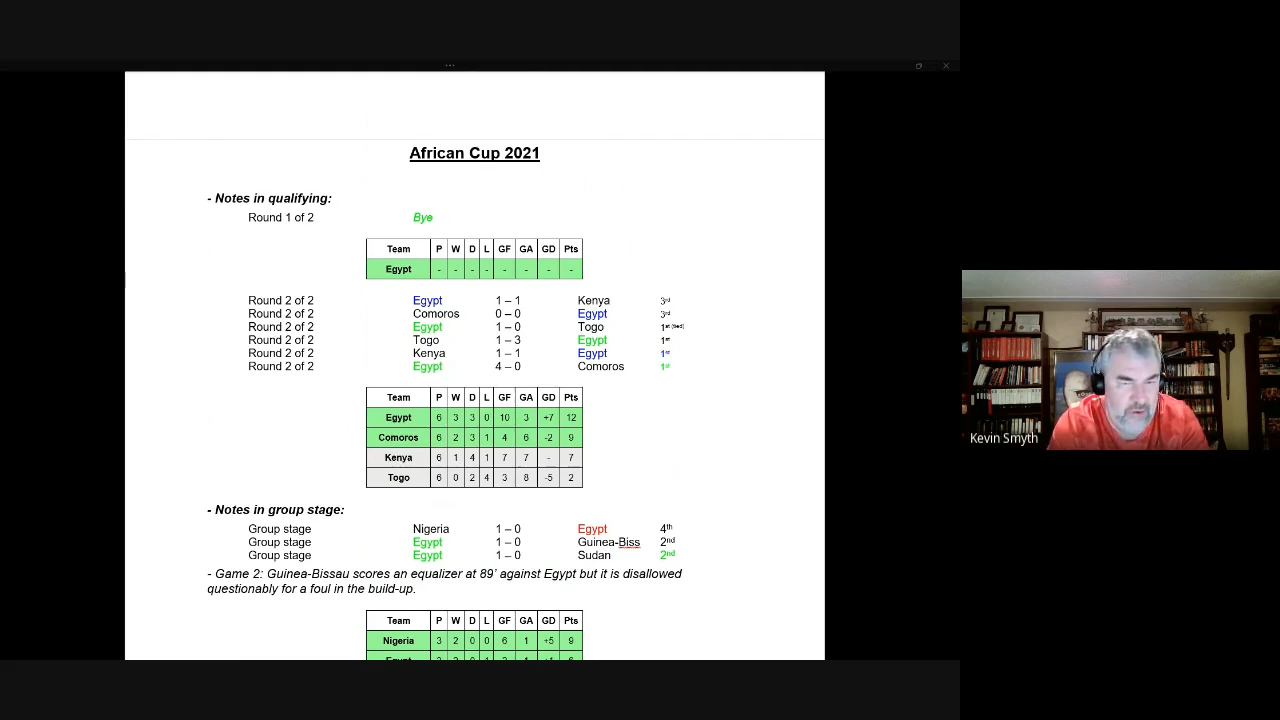 African Cup 2021
- Notes in qualifying:
Round 1 of 2 Bye
Team P W D L GF GA GD Pts
Egypt - - - - - - - -
Round 2 of 2 Egypt 1 – 1 Kenya 3rd
Round 2 of 2 Comoros 0 – 0 Egypt 3rd
Round 2 of 2 Egypt 1 – 0 Togo 1st (tied)
Round 2 of 2 Togo 1 – 3 Egypt 1st
Round 2 of 2 Kenya 1 – 1 Egypt 1st
Round 2 of 2 Egypt 4 – 0 Comoros 1st
Team P W D L GF GA GD Pts
Egypt 6 3 3 0 10 3 +7 12
Comoros 6 2 3 1 4 6 -2 9
Kenya 6 1 4 1 7 7 - 7
Togo 6 0 2 4 3 8 -5 2
- Notes in group stage:
Group stage Nigeria 1 – 0 Egypt 4th
Group stage Egypt 1 – 0 Guinea-Biss 2nd
Group stage Egypt 1 – 0 Sudan 2nd
- Game 2: Guinea-Bissau scores an equalizer at 89’ against Egypt but it is disallowed
questionably for a foul in the build-up.
Team P W D L GF GA GD Pts
Nigeria 3 2 0 0 6 1 +5 9
Kevin Smyth